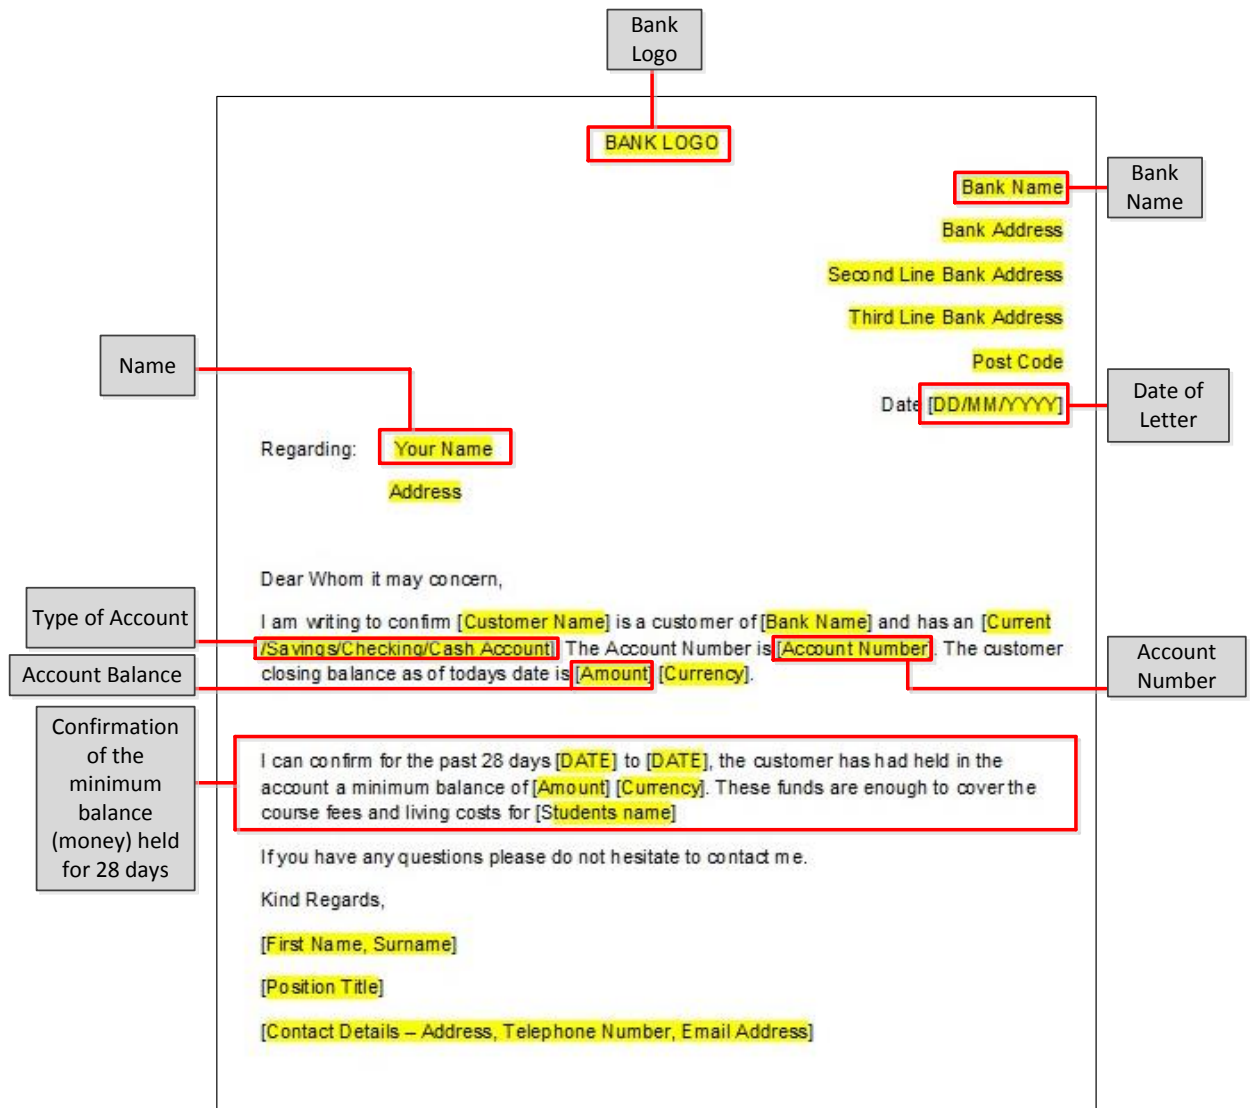 Bank
Logo
BANK LOGO
Bank Name
Bank
Name
Bank Address
Second Line Bank Address
Third Line Bank Address
Post Code
Name
Date [DD/MM/YYYY]
Date of
Letter
Regarding: Your Name
Address
Dear Whom it may concern,
Type of Account
I am writing to confirm [Customer Name] is a customer of [Bank Name] and has an [Current
/Savings/Checking/Cash Account]. The Account Number is [Account Number]. The customer
closing balance as of todays date is [Amount] [Currency].
Account Balance
Account
Number
Confirmation
of the
minimum
balance
(money) held
for 28 days
I can confirm for the past 28 days [DATE] to [DATE], the customer has had held in the
account a minimum balance of [Amount] [Currency]. These funds are enough to cover the
course fees and living costs for [Students name]
If you have any questions please do not hesitate to contact me.
Kind Regards,
[First Name, Surname]
[Position Title]
[Contact Details – Address, Telephone Number, Email Address]